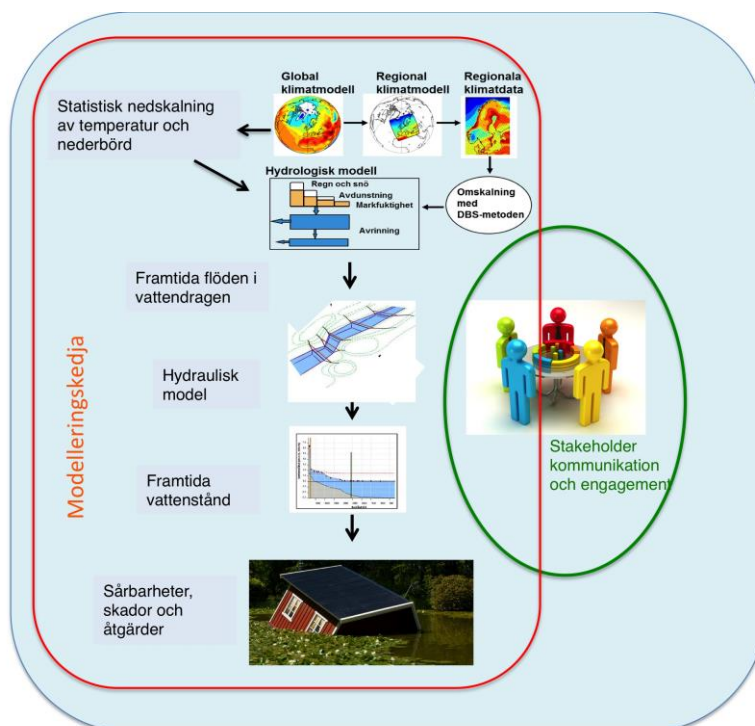 Global
klimatmodell
Regional
klimatmodell
Regionala
klimatdata
Statistisk nedskalning
av temperatur och
nederbörd
Hydrologisk modell
Regn och snö
Avdunstning
Markfuktighet
Avrinning
Omskalning
med
DBS-metoden
Framtida flöden i
vattendragen
Hydraulisk
model
Framtida
vattenstånd
Sårbarheter,
skador och
åtgärder
Modelleringskedja
Stakeholder
kommunikation
och engagement